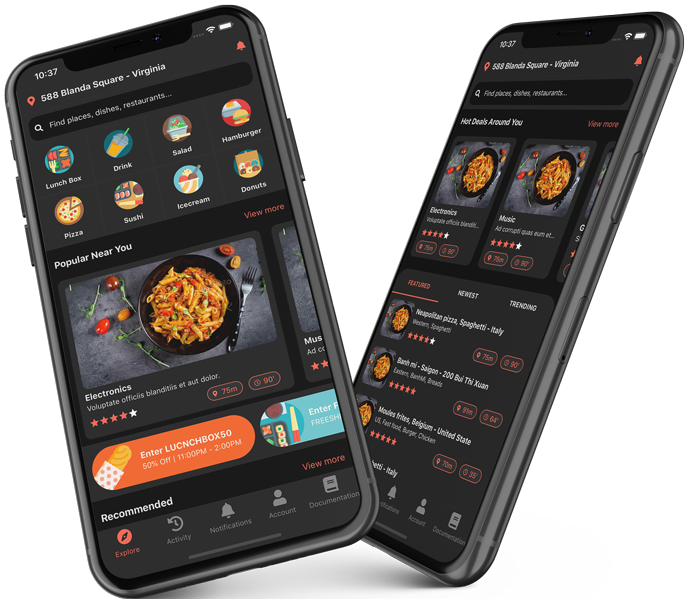 10:37
588 Blanda Square - Virginia
Find places, dishes, restaurants...
Lunch Box
Drink
Salad
Hamburger
Pizza
Sushi
Icecream
Donuts
View more
Popular Near You
Electronics
Voluptate officiis blanditiis et aut dolor.
75m
90'
Mus
Ad co
Enter LUCNCHBOX50
50% Off | 11:00PM - 2:00PM
Enter F
FREESH
View more
Recommended
Explore
Activity
Notifications
Account
Documentation
10:37
588 Blanda Square - Virginia
Find places, dishes, restaurants...
Hot Deals Around You
View more
Electronics
Voluptate officiis blanditi...
75m
90'
Music
Ad corrupti quas eum et...
75m
90'
G
FEATURED
NEWEST
TRENDING
Neapolitan pizza, Spaghetti - Italy
Western, Spaghetti
75m
90'
Banh mi - Saigon - 200 Bui Thi Xuan
Eastern, BanhMi, Breads
91m
64'
Moules frites, Belgium - United State
US, Fast food, Burger, Chicken
70m
35'
hetti - Italy
tifications
Account
Documentation